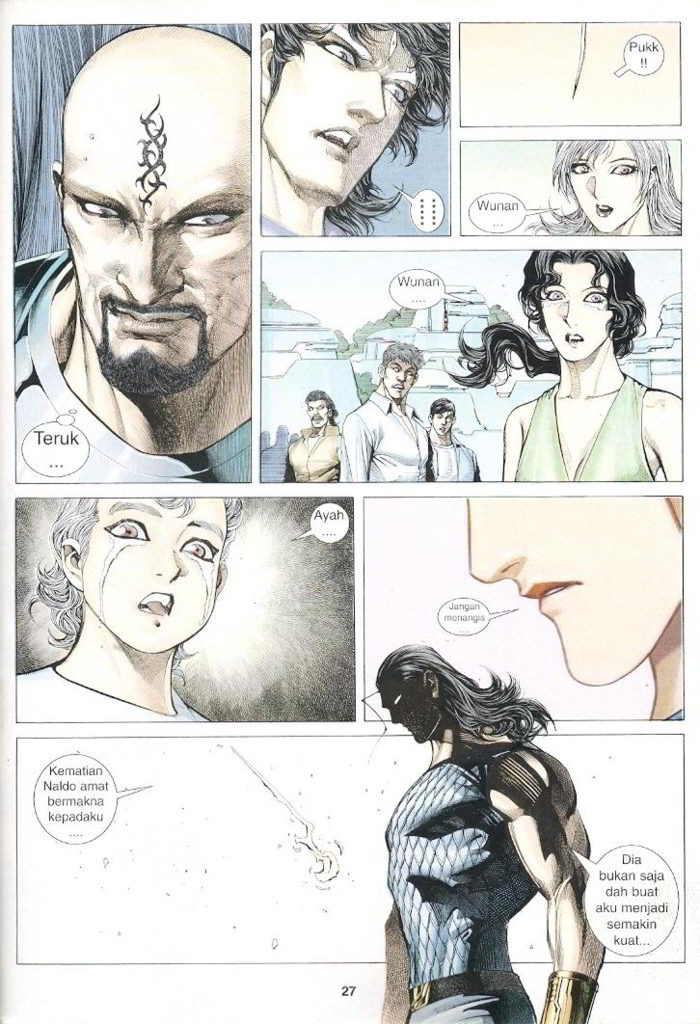 Teruk
...
Pukk
!!
Wunan
...
Wunan
....
Ayah
....
Jangan
menangis
....
Kematian
Naldo amat
bermakna
kepadaku
....
Dia
bukan saja
dah buat
aku menjadi
semakin
kuat...
27